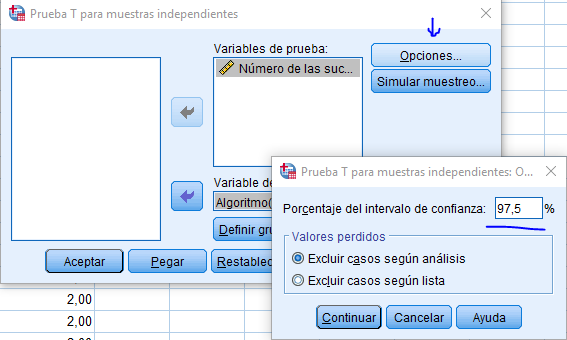 Prueba T para muestras independientes
Variables de prueba:
Número de las suc...
Opciones...
Simular muestreo...
Variable de
Algoritmo(
Definir gru
Aceptar
Pegar
Restablec
Prueba T para muestras independientes: O...
Porcentaje del intervalo de confianza: 97,5 %
Valores perdidos
Excluir casos según análisis
Excluir casos según lista
Continuar
Cancelar
Ayuda
2,00
2,00
2,00